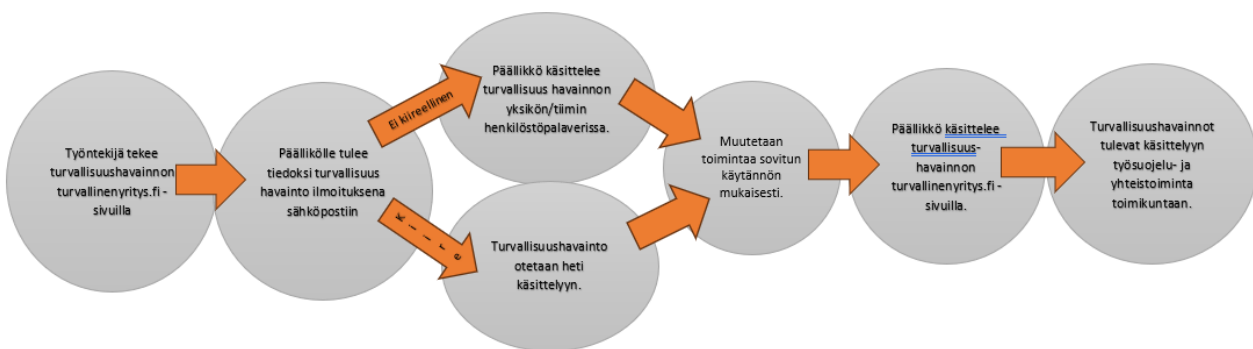 Työntekijä tekee
turvallisuushavainnon
turvallinenyritys.fi -
sivuilla
Päällikölle tulee
tiedoksi turvallisuus
havainto ilmoituksena
sähköpostiin
Ei kiireellinen
Päällikkö käsittelee
turvallisuus havainnon
yksikön/tiimin
henkilöstöpalaverissa.
Kiire
Turvallisuushavainto
otetaan heti
käsittelyyn.
Muutetaan
toimintaa sovitun
käytännön
mukaisesti.
Päällikkö käsittelee
turvallisuus-
havainnon
turvallinenyritys.fi -
sivuilla.
Turvallisuushavainnot
tulevat käsittelyyn
työsuojelu- ja
yhteistoiminta
toimikuntaan.